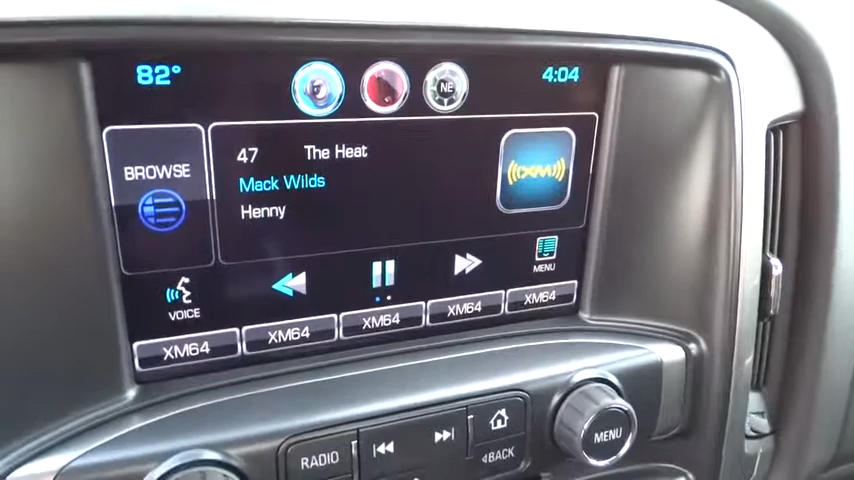 82°
NE
4:04
BROWSE
47 The Heat
Mack Wilds
Henny
XM
VOICE
MENU
XM64 XM64 XM64 XM64 XM64
RADIO
BACK
MENU